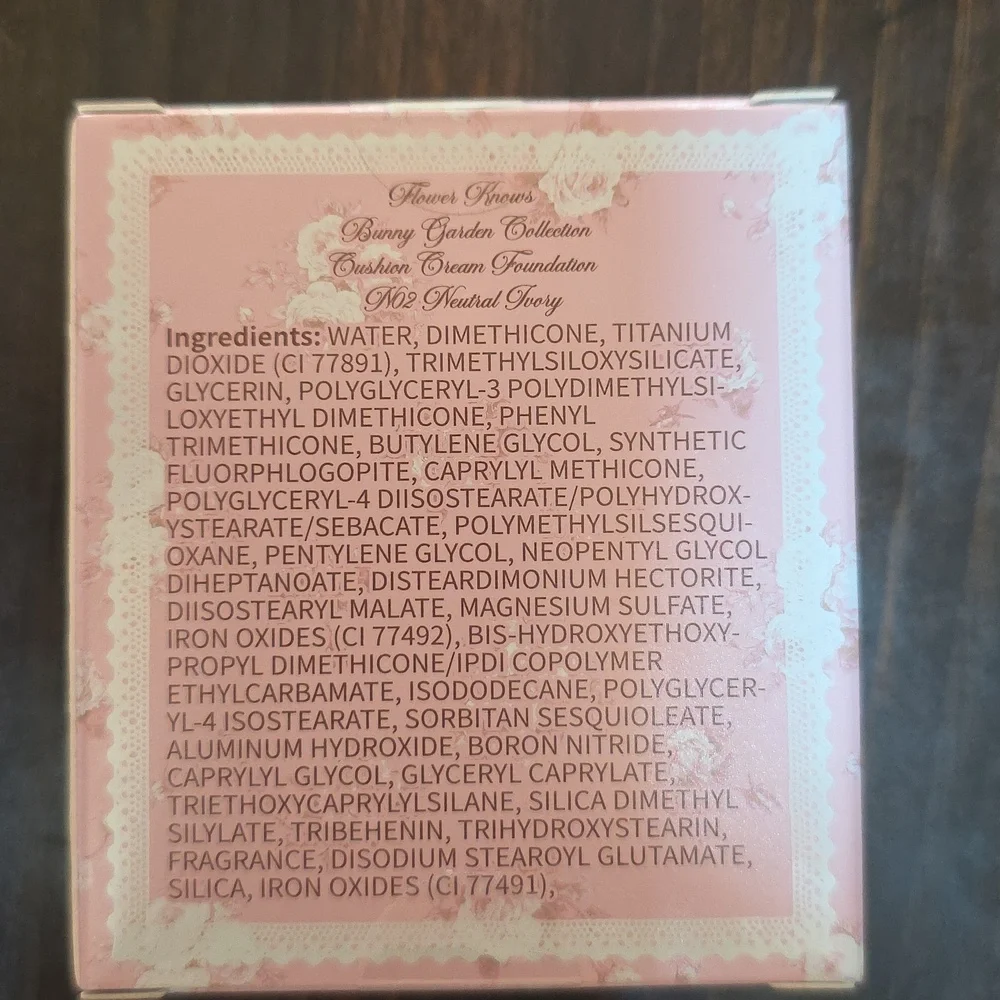 Flower Knows
Bunny Garden Collection
Cushion Cream Foundation
N02 Neutral Ivory
Ingredients: WATER, DIMETHICONE, TITANIUM
DIOXIDE (CI 77891), TRIMETHYLSILOXYSILICATE,
GLYCERIN, POLYGLYCERYL-3 POLYDIMETHYLSI-
LOXYETHYL DIMETHICONE, PHENYL
TRIMETHICONE, BUTYLENE GLYCOL, SYNTHETIC
FLUORPHLOGOPITE, CAPRYLYL METHICONE,
POLYGLYCERYL-4 DIISOSTEARATE/POLYHYDROX-
YSTEARATE/SEBACATE, POLYMETHYLSILSESQUI-
OXANE, PENTYLENE GLYCOL, NEOPENTYL GLYCOL
DIHEPTANOATE, DISTEARDIMONIUM HECTORITE,
DIISOSTEARYL MALATE, MAGNESIUM SULFATE,
IRON OXIDES (CI 77492), BIS-HYDROXYETHOXY-
PROPYL DIMETHICONE/IPDI COPOLYMER
ETHYLCARBAMATE, ISODODECANE, POLYGLYCER-
YL-4 ISOSTEARATE, SORBITAN SESQUIOLEATE,
ALUMINUM HYDROXIDE, BORON NITRIDE,
CAPRYLYL GLYCOL, GLYCERYL CAPRYLATE,
TRIETHOXYCAPRYLYLSILANE, SILICA DIMETHYL
SILYLATE, TRIBEHENIN, TRIHYDROXYSTEARIN,
FRAGRANCE, DISODIUM STEAROYL GLUTAMATE,
SILICA, IRON OXIDES (CI 77491),